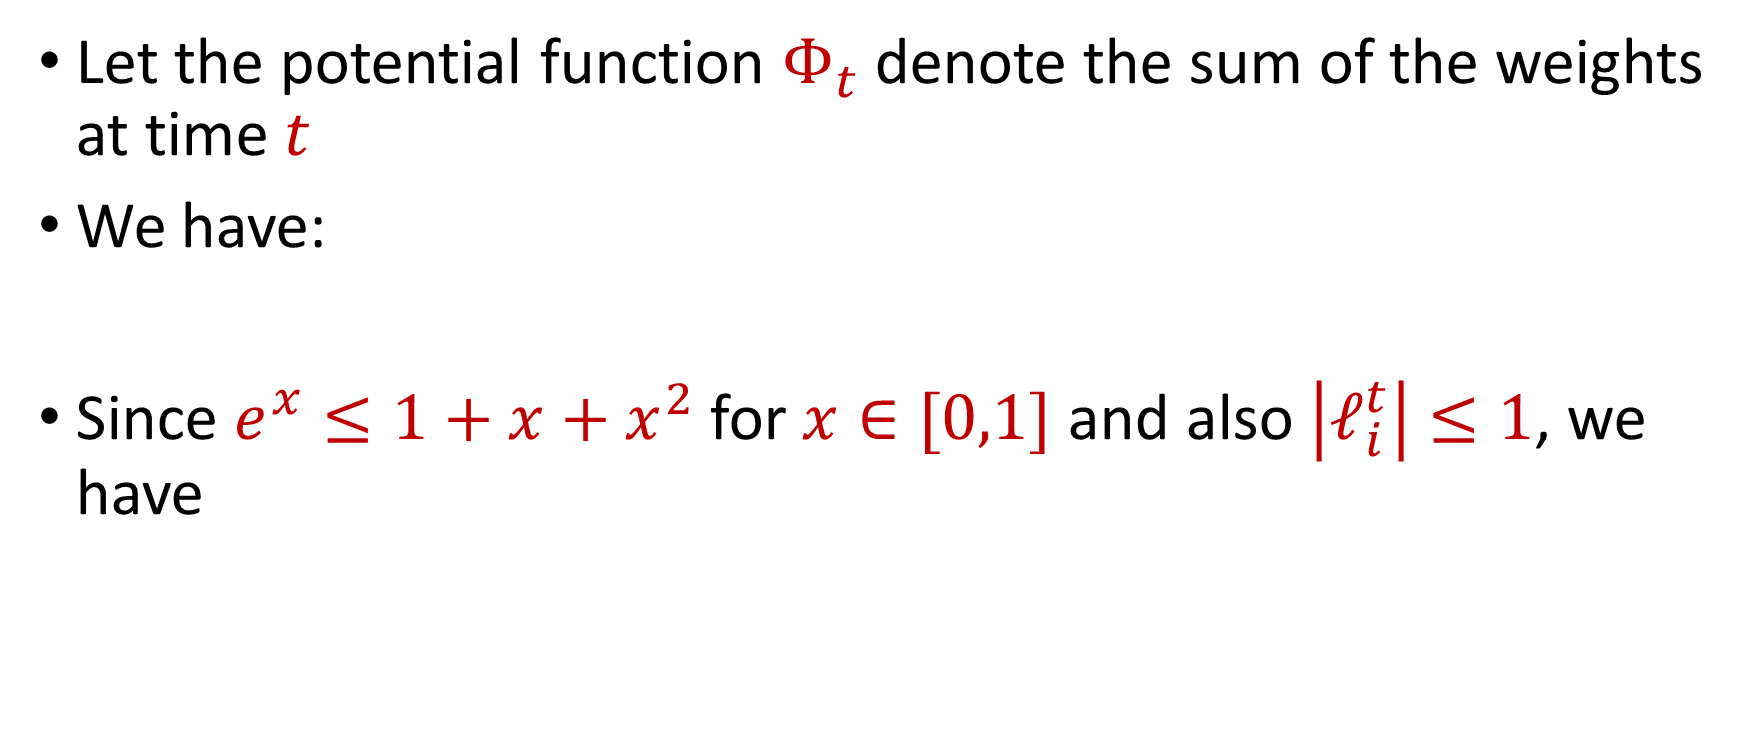 • Let the potential function Φ_t denote the sum of the weights
at time t
• We have:
• Since e^x ≤ 1 + x + x^2 for x ∈ [0,1] and also |ℓ_i^t| ≤ 1, we
have